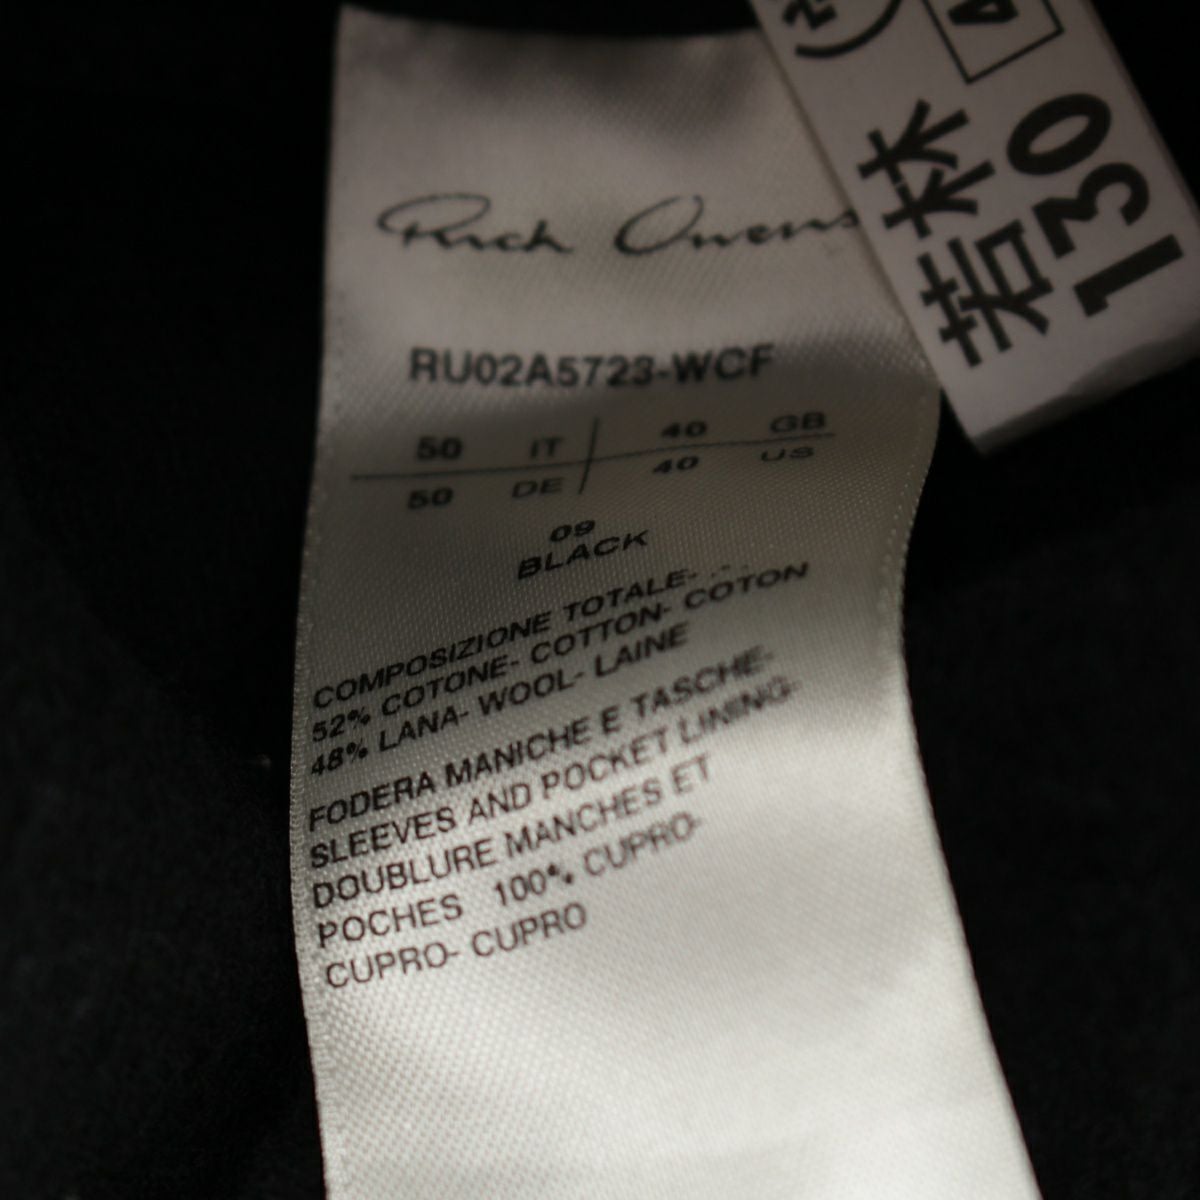 Rick Owens
RU02A5723-WCF
50 IT 40 GB
50 DE 40 US
09
BLACK
COMPOSIZIONE TOTALE-
52% COTONE- COTTON- COTON
48% LANA- WOOL- LAINE
FODERA MANICHE E TASCHE-
SLEEVES AND POCKET LINING-
DOUBLURE MANCHES ET
POCHES 100% CUPRO-
CUPRO- CUPRO
若林
130